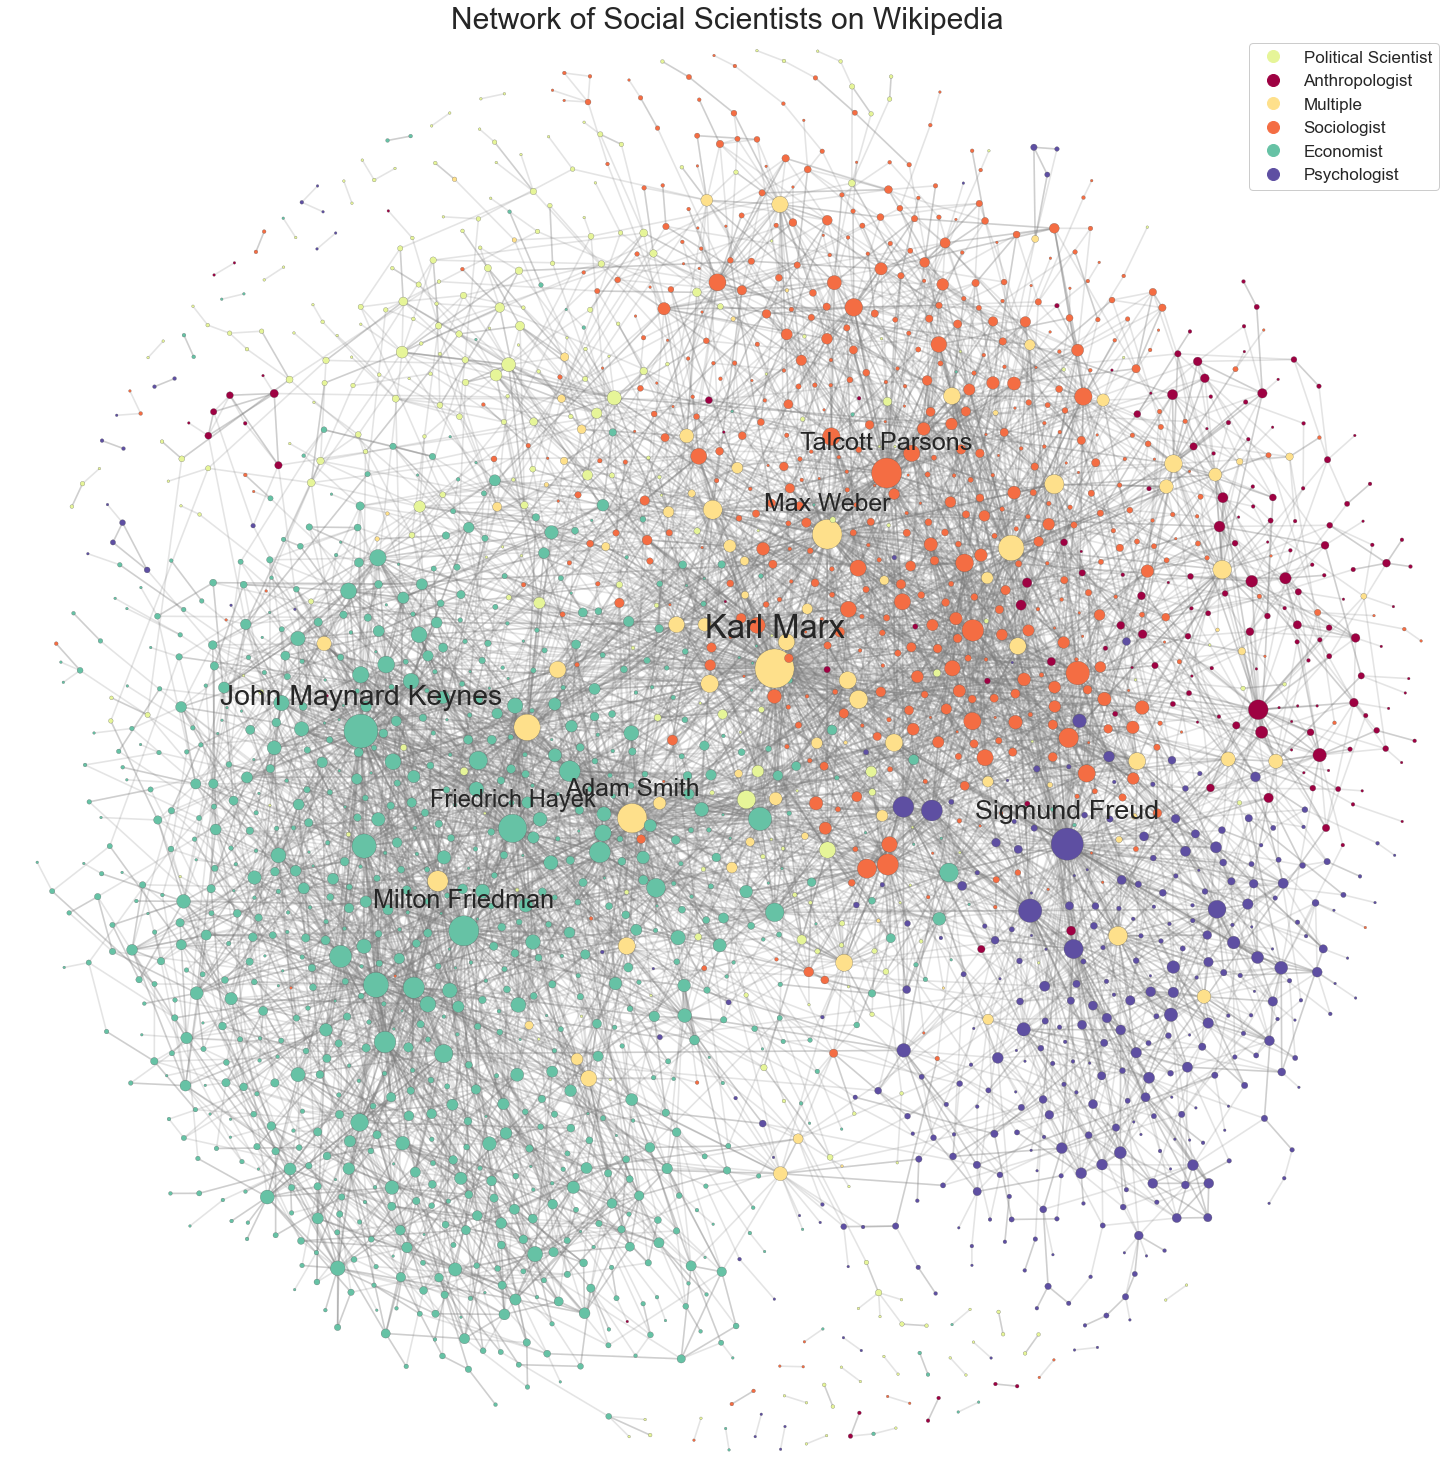 Network of Social Scientists on Wikipedia
Political Scientist
Anthropologist
Multiple
Sociologist
Economist
Psychologist
Talcott Parsons
Max Weber
Karl Marx
John Maynard Keynes
Adam Smith
Friedrich Hayek
Sigmund Freud
Milton Friedman